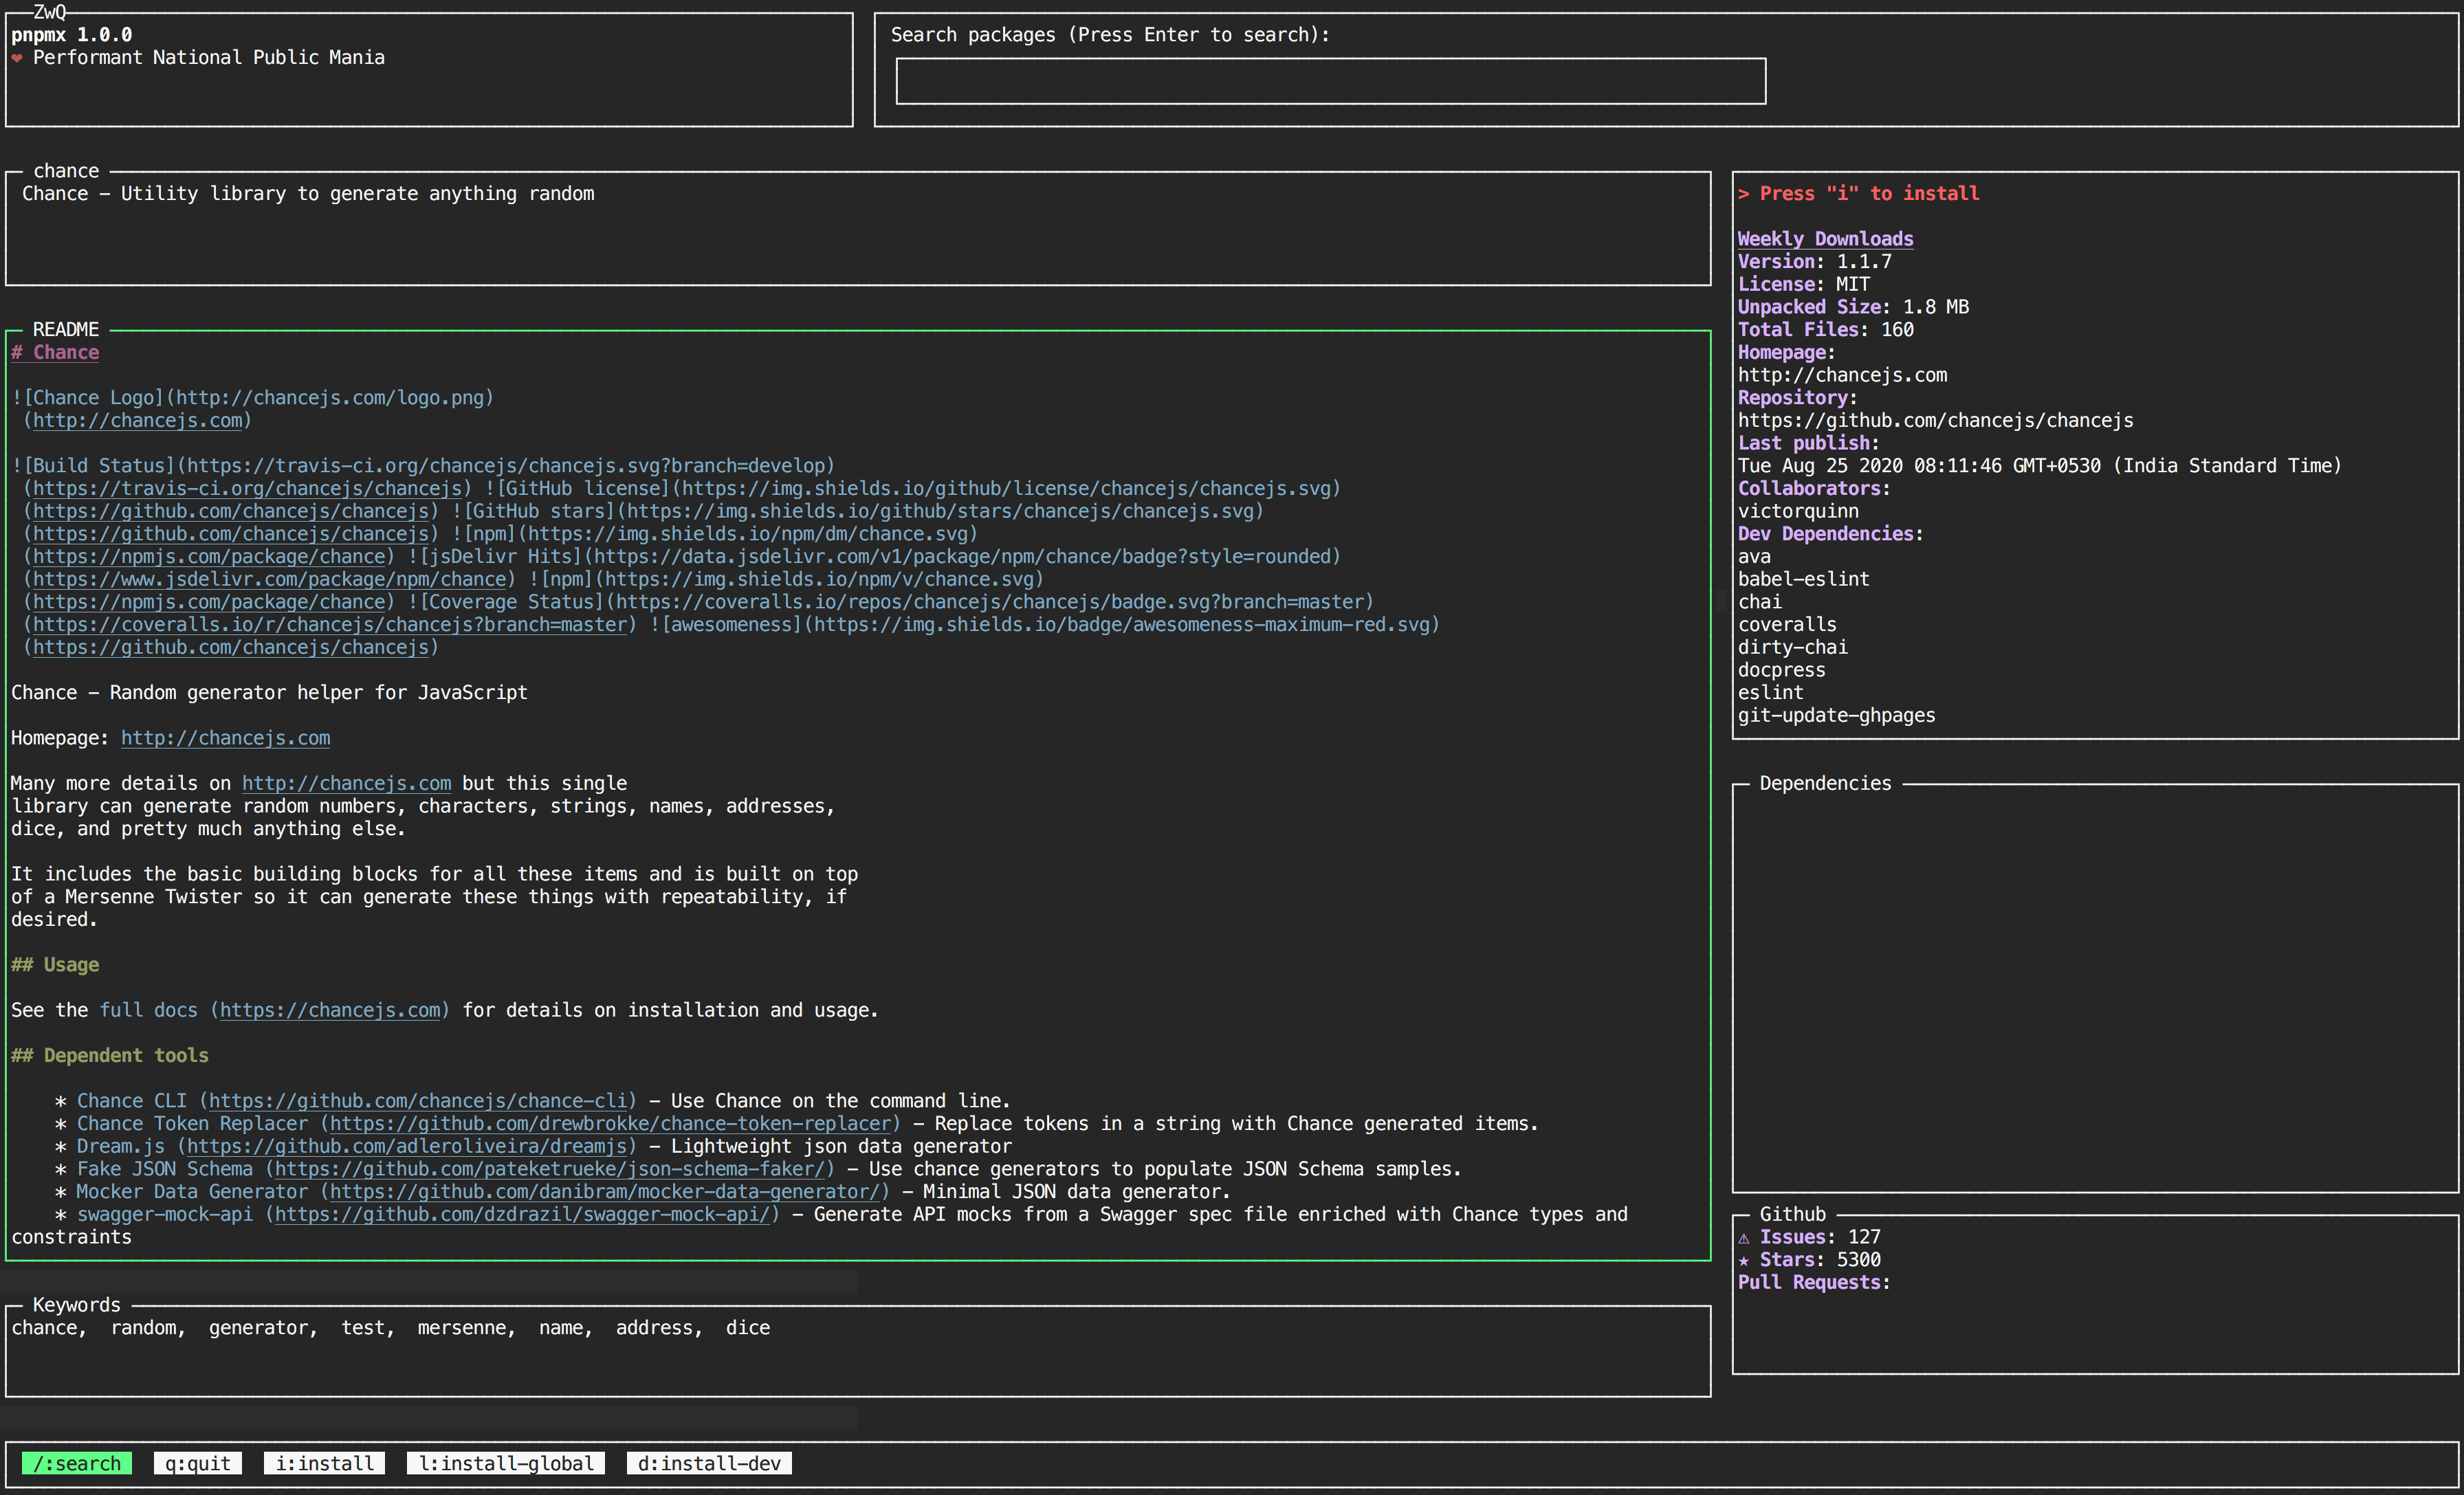 ZwQ
pnpmx 1.0.0
❤ Performant National Public Mania
Search packages (Press Enter to search):
chance
Chance – Utility library to generate anything random
README
# Chance
![Chance Logo](http://chancejs.com/logo.png)
(http://chancejs.com)
![Build Status](https://travis-ci.org/chancejs/chancejs.svg?branch=develop)
(https://travis-ci.org/chancejs/chancejs) ![GitHub license](https://img.shields.io/github/license/chancejs/chancejs.svg)
(https://github.com/chancejs/chancejs) ![GitHub stars](https://img.shields.io/github/stars/chancejs/chancejs.svg)
(https://github.com/chancejs/chancejs) ![npm](https://img.shields.io/npm/dm/chance.svg)
(https://npmjs.com/package/chance) ![jsDelivr Hits](https://data.jsdelivr.com/v1/package/npm/chance/badge?style=rounded)
(https://www.jsdelivr.com/package/npm/chance) ![npm](https://img.shields.io/npm/v/chance.svg)
(https://npmjs.com/package/chance) ![Coverage Status](https://coveralls.io/repos/chancejs/chancejs/badge.svg?branch=master)
(https://coveralls.io/r/chancejs/chancejs?branch=master) ![awesomeness](https://img.shields.io/badge/awesomeness-maximum-red.svg)
(https://github.com/chancejs/chancejs)
Chance – Random generator helper for JavaScript
Homepage: http://chancejs.com
Many more details on http://chancejs.com but this single
library can generate random numbers, characters, strings, names, addresses,
dice, and pretty much anything else.
It includes the basic building blocks for all these items and is built on top
of a Mersenne Twister so it can generate these things with repeatability, if
desired.
## Usage
See the full docs (https://chancejs.com) for details on installation and usage.
## Dependent tools
* Chance CLI (https://github.com/chancejs/chance-cli) – Use Chance on the command line.
* Chance Token Replacer (https://github.com/drewbrokke/chance-token-replacer) – Replace tokens in a string with Chance generated items.
* Dream.js (https://github.com/adleroliveira/dreamjs) – Lightweight json data generator
* Fake JSON Schema (https://github.com/pateketrueke/json-schema-faker/) – Use chance generators to populate JSON Schema samples.
* Mocker Data Generator (https://github.com/danibram/mocker-data-generator/) – Minimal JSON data generator.
* swagger-mock-api (https://github.com/dzdrazil/swagger-mock-api/) – Generate API mocks from a Swagger spec file enriched with Chance types and
constraints
Keywords
chance, random, generator, test, mersenne, name, address, dice
> Press "i" to install
Weekly Downloads
Version: 1.1.7
License: MIT
Unpacked Size: 1.8 MB
Total Files: 160
Homepage:
http://chancejs.com
Repository:
https://github.com/chancejs/chancejs
Last publish:
Tue Aug 25 2020 08:11:46 GMT+0530 (India Standard Time)
Collaborators:
victorquinn
Dev Dependencies:
ava
babel-eslint
chai
coveralls
dirty-chai
docpress
eslint
git-update-ghpages
Dependencies
Github
⚠ Issues: 127
★ Stars: 5300
Pull Requests:
/:search q:quit i:install l:install-global d:install-dev